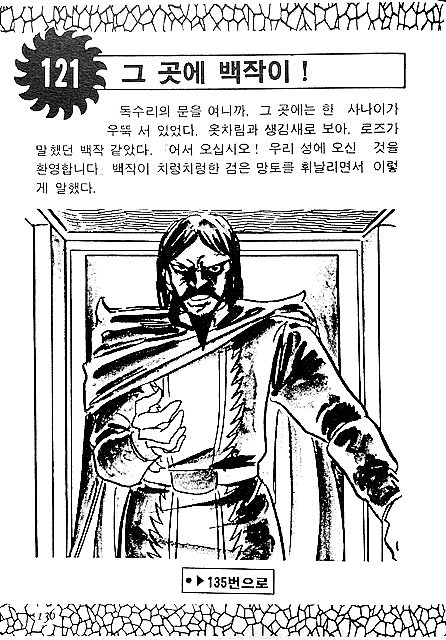 121
그 곳에 백작이 !
독수리의 문을 여니까, 그 곳에는 한 사나이가
우뚝 서 있었다. 옷차림과 생김새로 보아, 로즈가
말했던 백작 같았다. 「어서 오십시오! 우리 성에 오신 것을
환영합니다」 백작이 치렁치렁한 검은 망토를 휘날리면서 이렇
게 말했다.
●▶135번으로
136